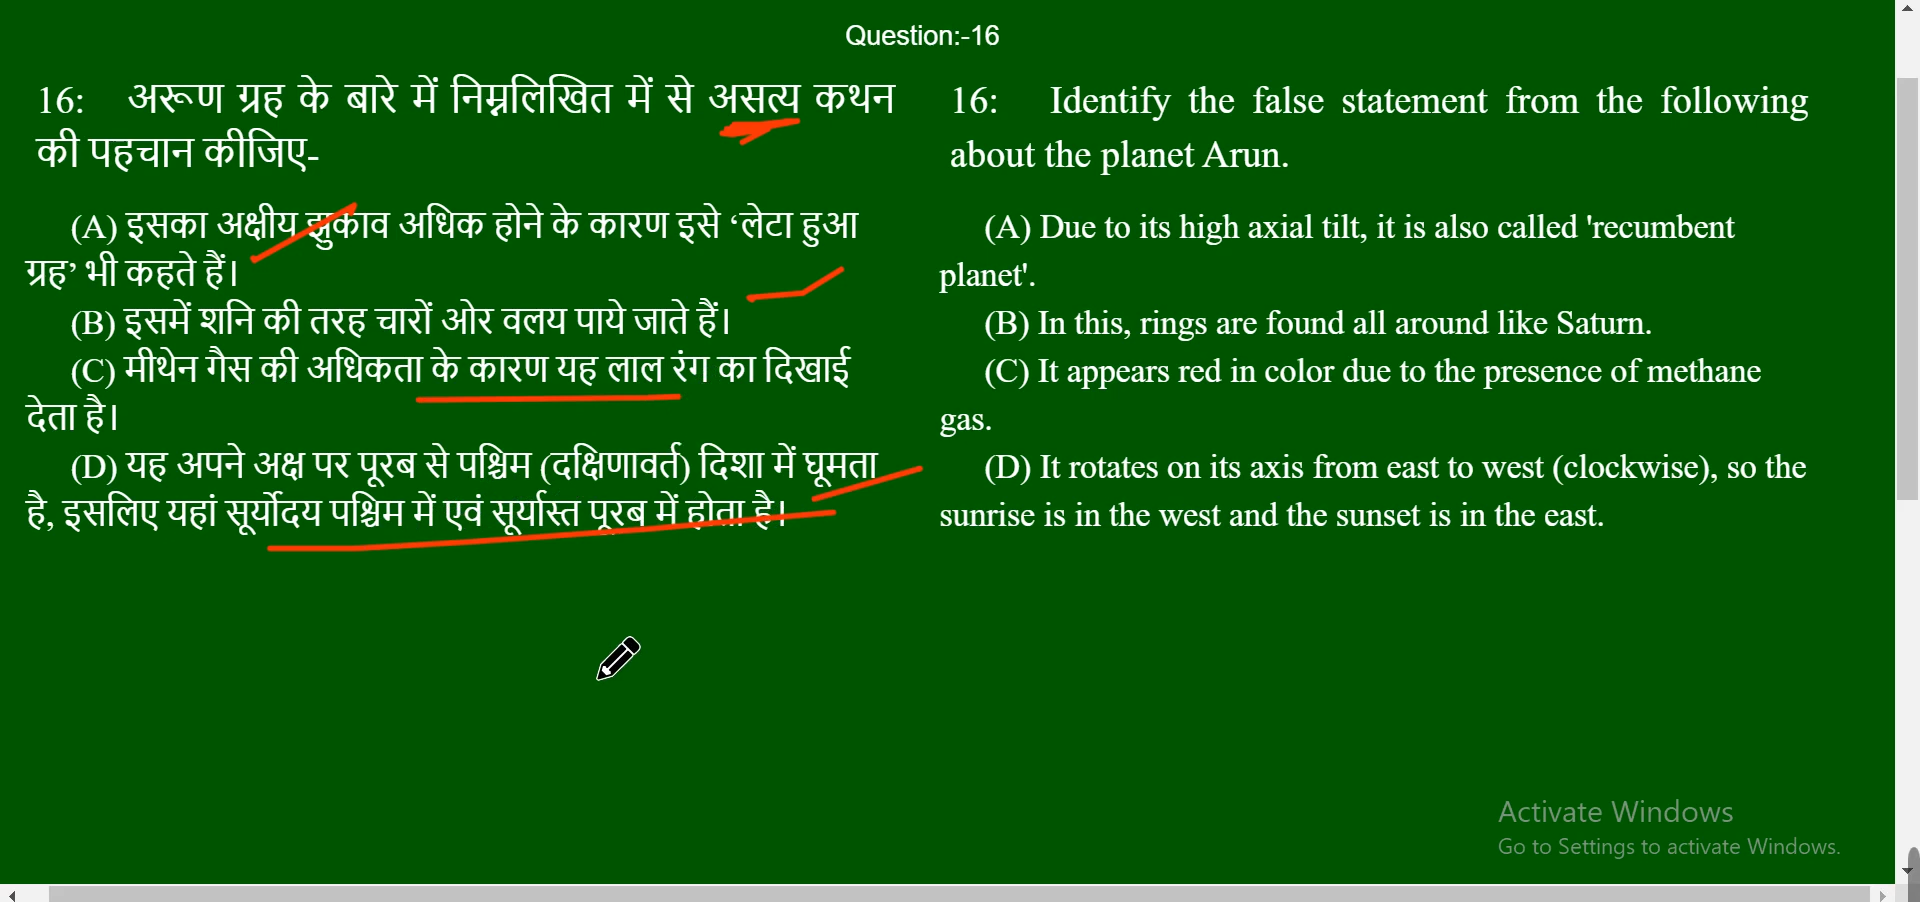 Question:-16
16: अरूण ग्रह के बारे में निम्नलिखित में से असत्य कथन
की पहचान कीजिए-
(A) इसका अक्षीय झुकाव अधिक होने के कारण इसे ‘लेटा हुआ
ग्रह’ भी कहते हैं।
(B) इसमें शनि की तरह चारों ओर वलय पाये जाते हैं।
(C) मीथेन गैस की अधिकता के कारण यह लाल रंग का दिखाई
देता है।
(D) यह अपने अक्ष पर पूरब से पश्चिम (दक्षिणावर्त) दिशा में घूमता
है, इसलिए यहां सूर्योदय पश्चिम में एवं सूर्यास्त पूरब में होता है।
16: Identify the false statement from the following
about the planet Arun.
(A) Due to its high axial tilt, it is also called 'recumbent
planet'.
(B) In this, rings are found all around like Saturn.
(C) It appears red in color due to the presence of methane
gas.
(D) It rotates on its axis from east to west (clockwise), so the
sunrise is in the west and the sunset is in the east.
Activate Windows
Go to Settings to activate Windows.